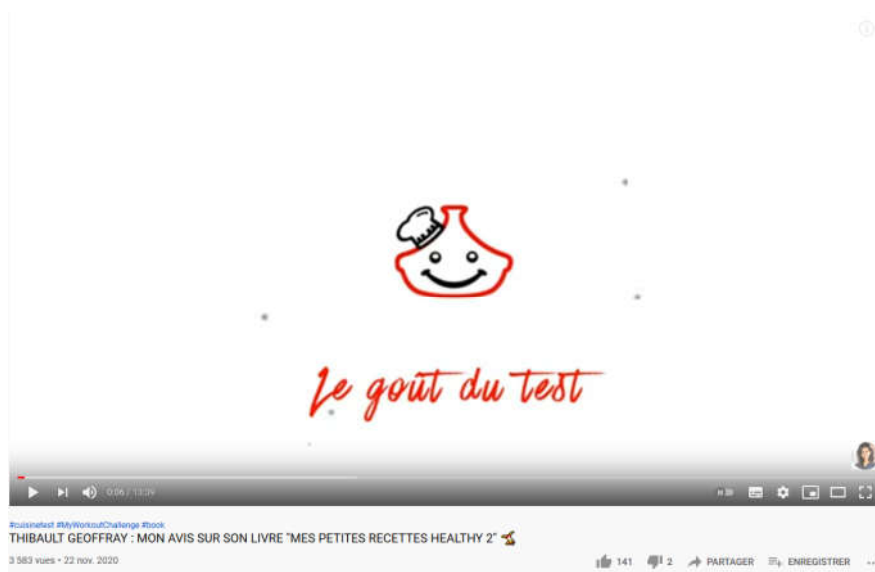 Le goût du test
0:06 / 13:39
#cuisinetest #MyWorkoutChallenge #book
THIBAULT GEOFFRAY : MON AVIS SUR SON LIVRE "MES PETITES RECETTES HEALTHY 2"
3 583 vues • 22 nov. 2020
141 2 PARTAGER ENREGISTRER